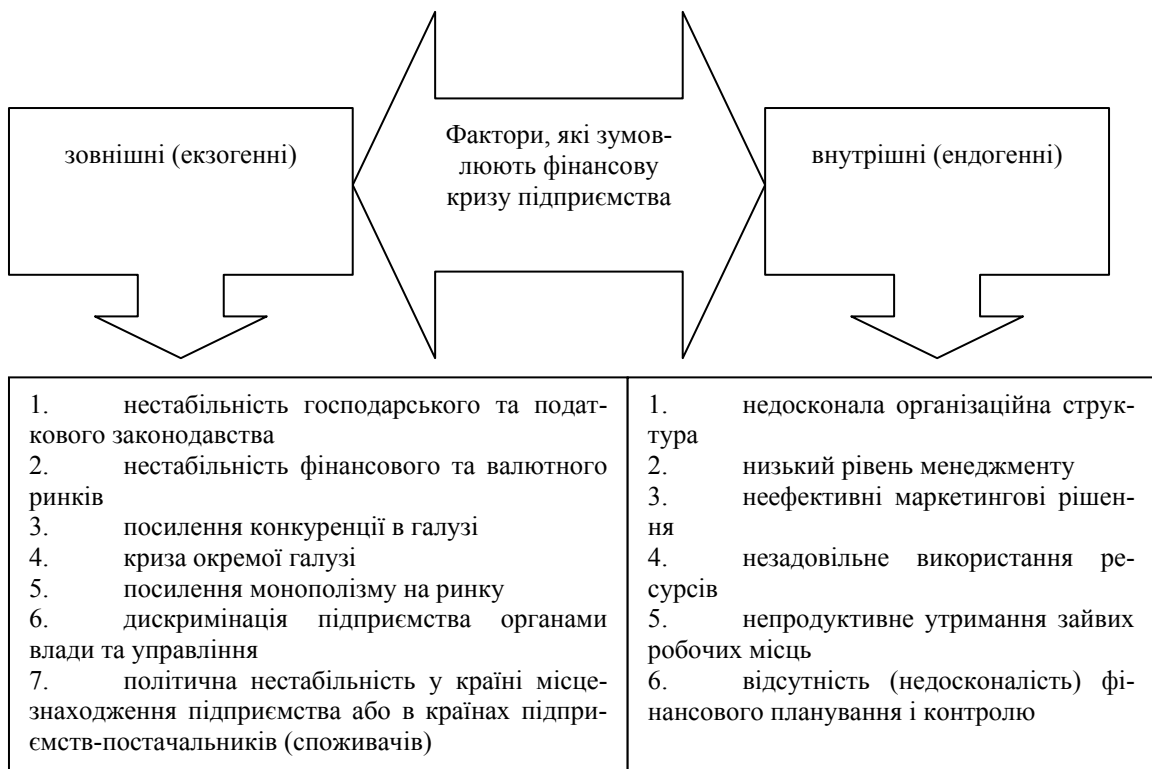 зовнішні (екзогенні)
Фактори, які зумов-
люють фінансову
кризу підприємства
внутрішні (ендогенні)
1. нестабільність господарського та подат-
кового законодавства
2. нестабільність фінансового та валютного
ринків
3. посилення конкуренції в галузі
4. криза окремої галузі
5. посилення монополізму на ринку
6. дискримінація підприємства органами
влади та управління
7. політична нестабільність у країні місце-
знаходження підприємства або в країнах підпри-
ємств-постачальників (споживачів)
1. недосконала організаційна струк-
тура
2. низький рівень менеджменту
3. неефективні маркетингові рішен-
ня
4. незадовільне використання ре-
сурсів
5. непродуктивне утримання зайвих
робочих місць
6. відсутність (недосконалість) фі-
нансового планування і контролю